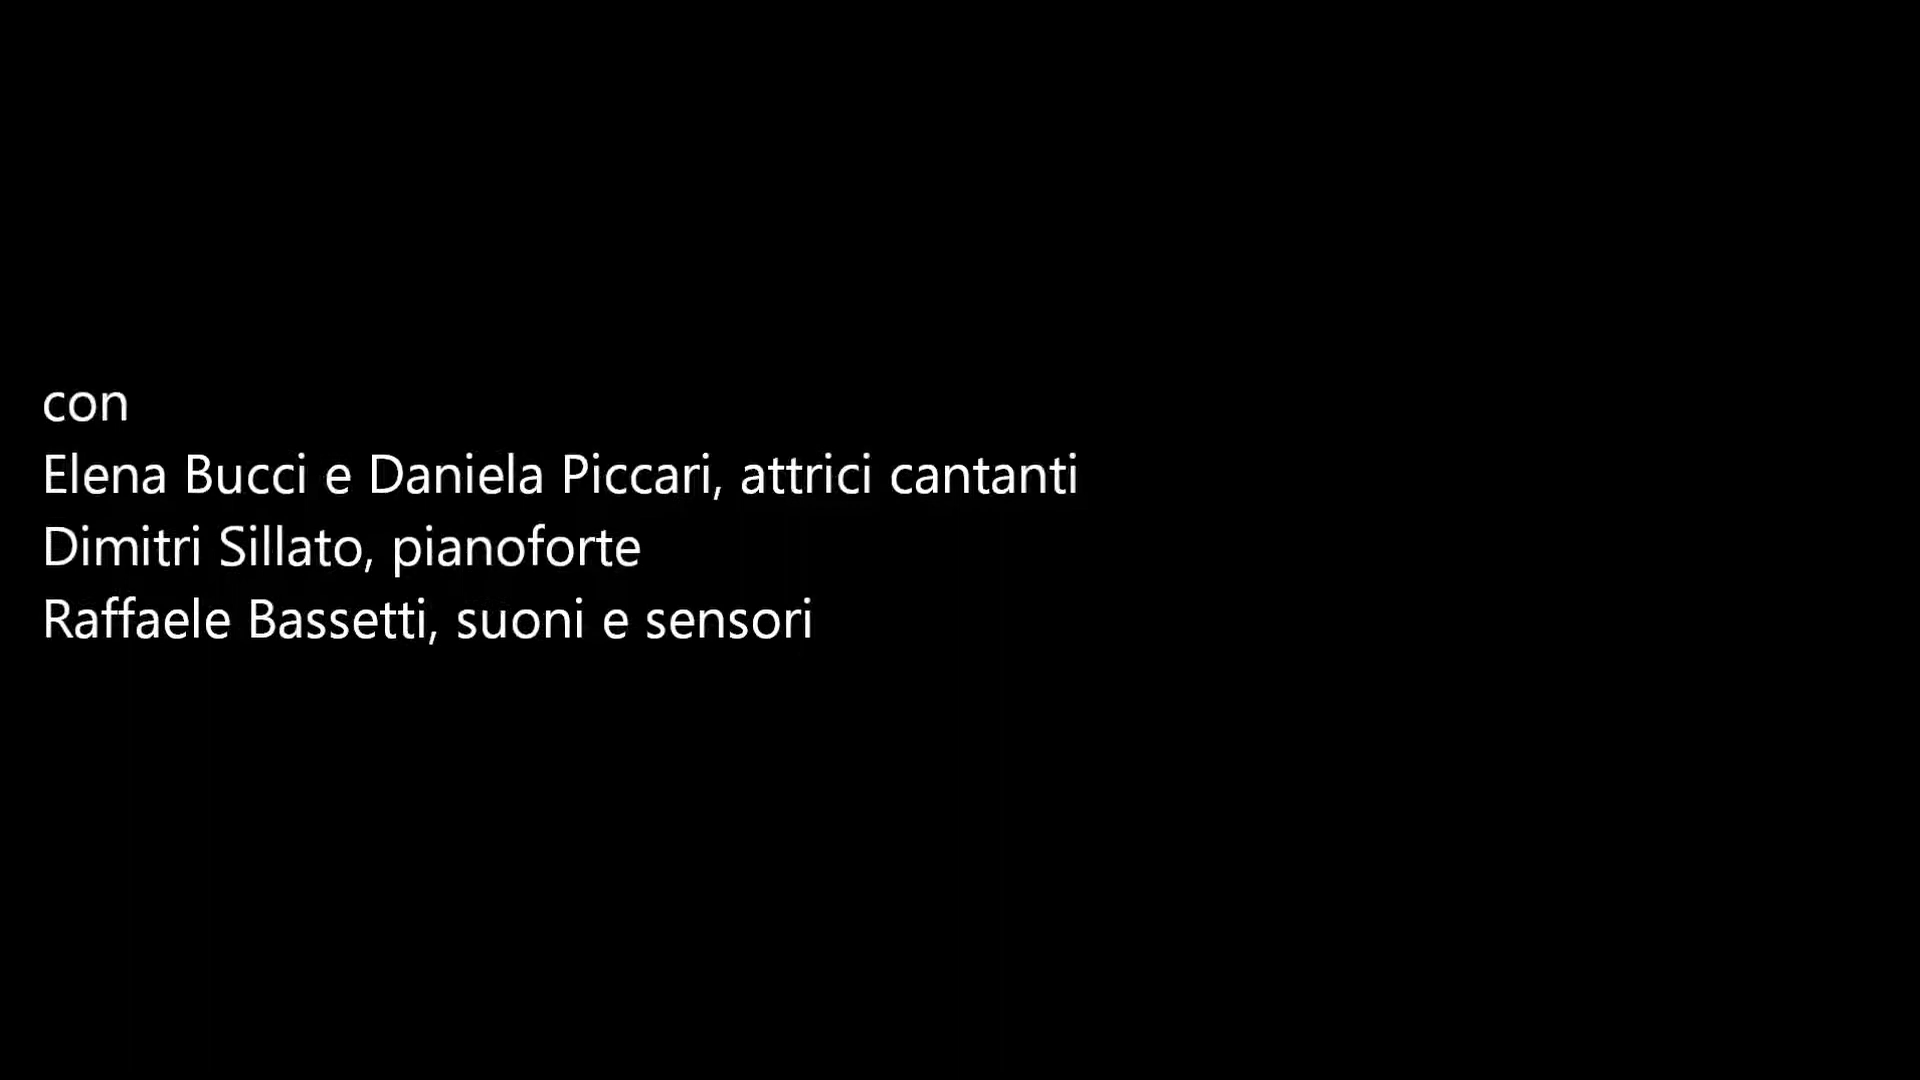 con
Elena Bucci e Daniela Piccari, attrici cantanti
Dimitri Sillato, pianoforte
Raffaele Bassetti, suoni e sensori